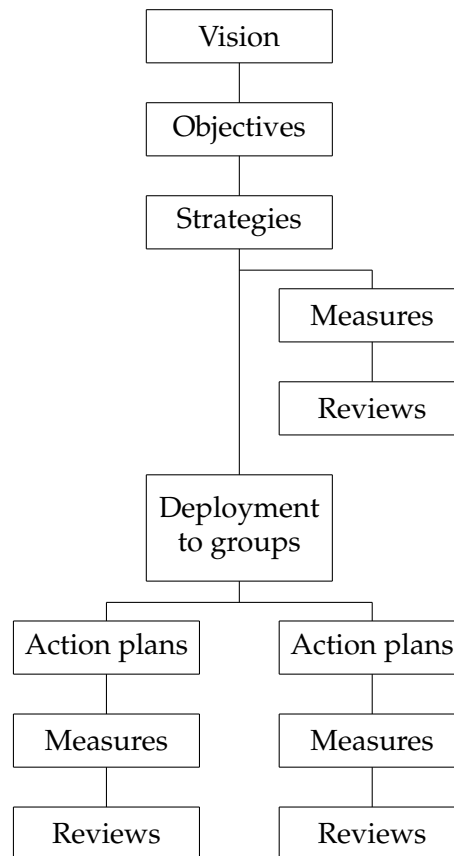 Vision
Objectives
Strategies
Measures
Reviews
Deployment
to groups
Action plans
Action plans
Measures
Measures
Reviews
Reviews